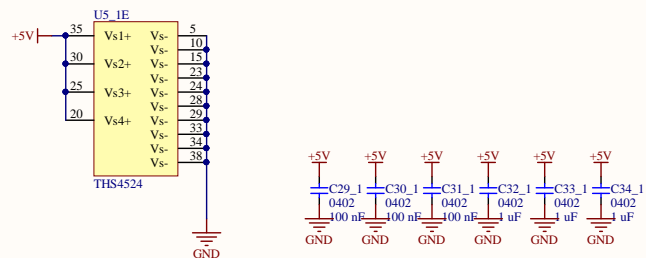 U5_1E
+5V
35 Vs1+ Vs- 5
Vs- 10
30 Vs2+ Vs- 15
Vs- 23
25 Vs3+ Vs- 24
Vs- 28
20 Vs4+ Vs- 29
Vs- 33
Vs- 34
Vs- 38
THS4524
GND
+5V +5V +5V +5V +5V +5V
C29_1 C30_1 C31_1 C32_1 C33_1 C34_1
0402 0402 0402 0402 0402 0402
100 nF 100 nF 100 nF 1 uF 1 uF 1 uF
GND GND GND GND GND GND